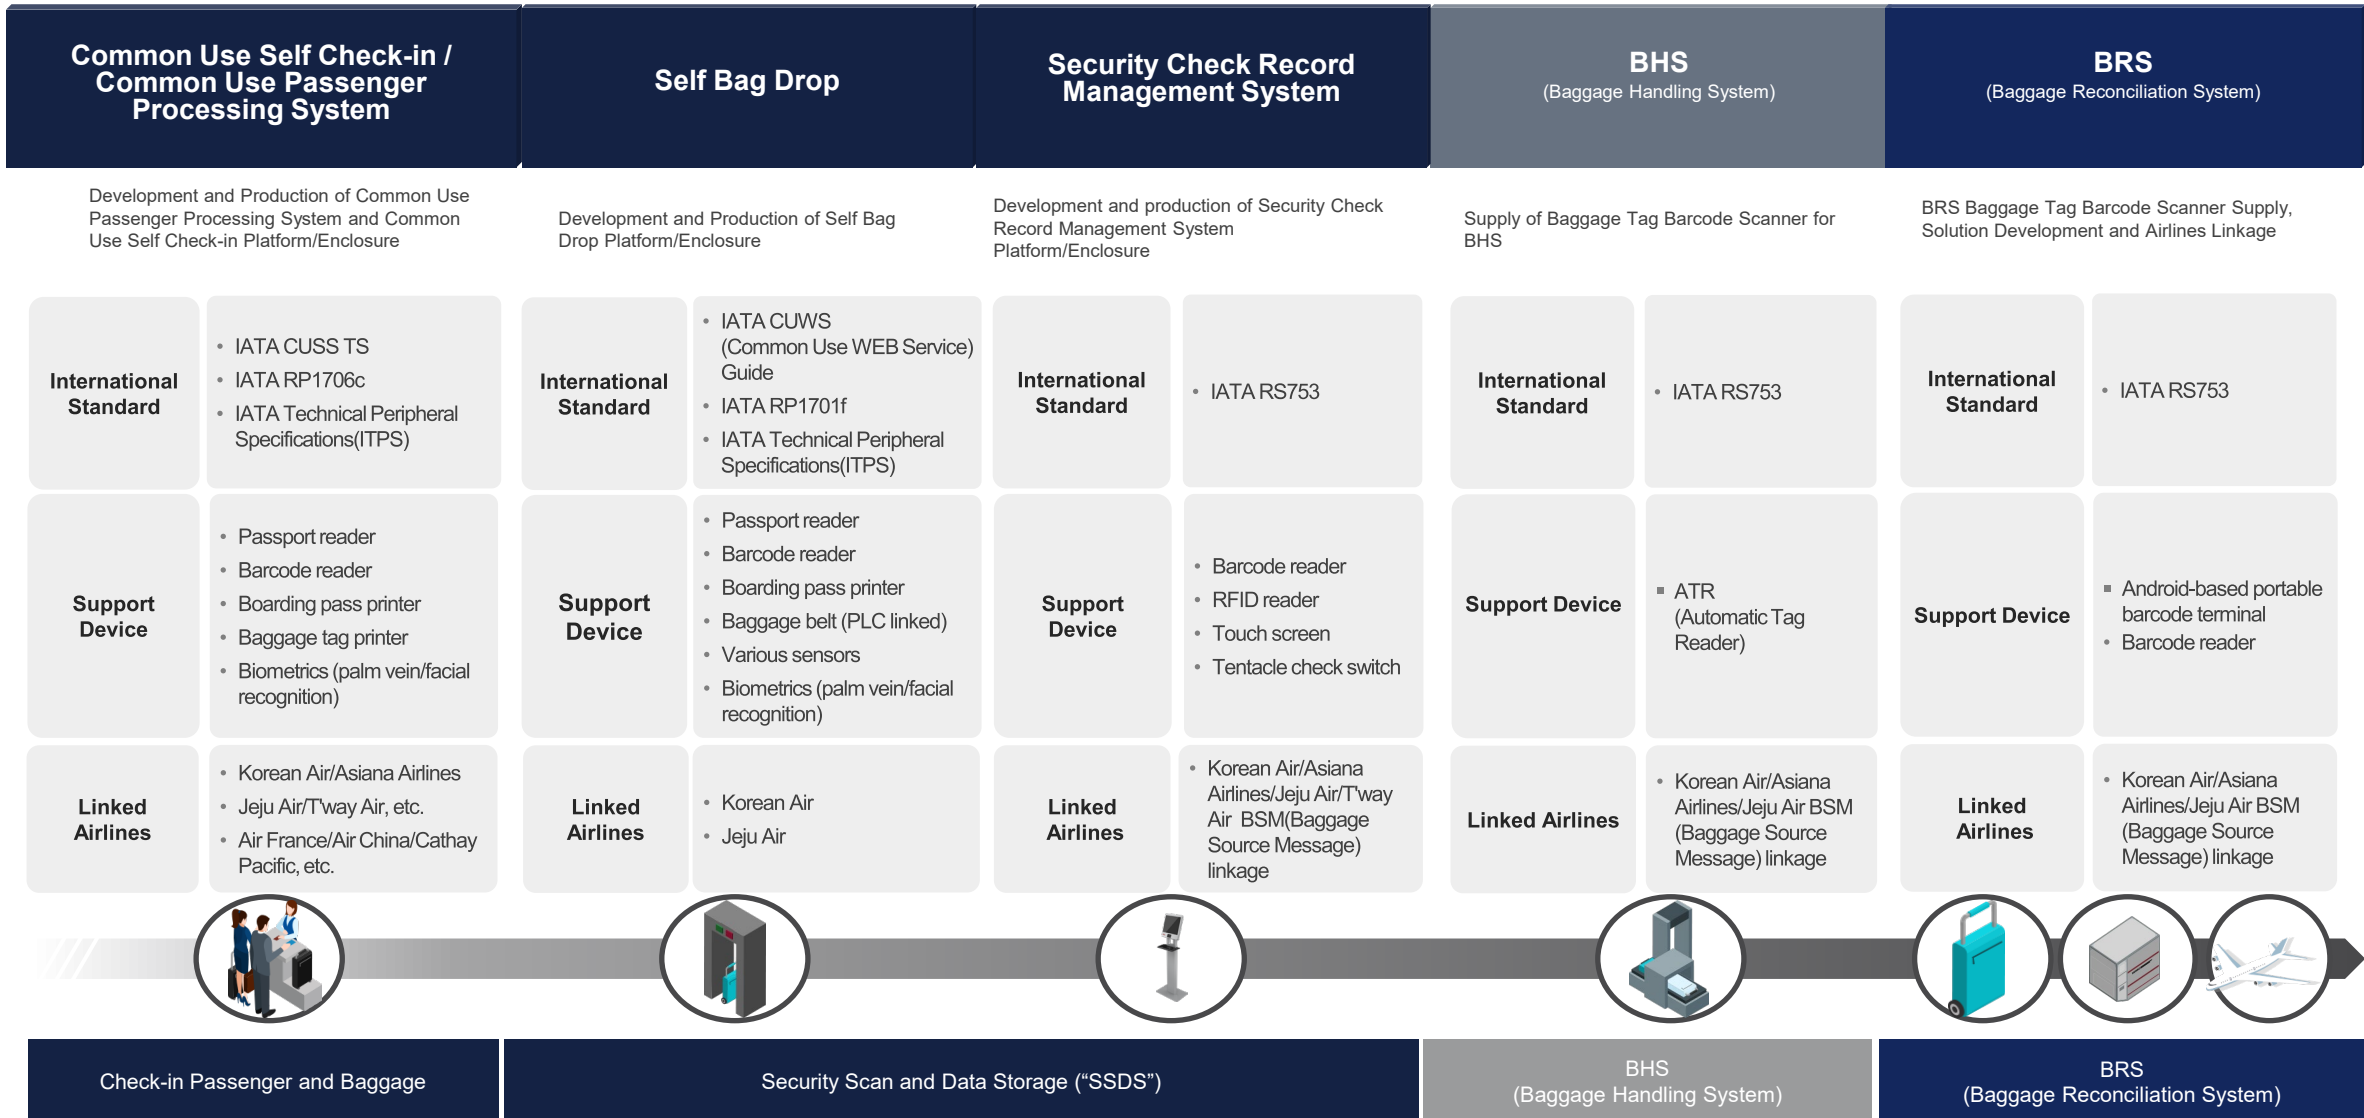 Common Use Self Check-in /
Common Use Passenger
Processing System
Self Bag Drop
Security Check Record
Management System
BHS
(Baggage Handling System)
BRS
(Baggage Reconciliation System)
Development and Production of Common Use
Passenger Processing System and Common
Use Self Check-in Platform/Enclosure
Development and Production of Self Bag
Drop Platform/Enclosure
Development and production of Security Check
Record Management System
Platform/Enclosure
Supply of Baggage Tag Barcode Scanner for
BHS
BRS Baggage Tag Barcode Scanner Supply,
Solution Development and Airlines Linkage
International
Standard
• IATA CUSS TS
• IATA RP1706c
• IATA Technical Peripheral
Specifications(ITPS)
International
Standard
• IATA CUWS
(Common Use WEB Service)
Guide
• IATA RP1701f
• IATA Technical Peripheral
Specifications(ITPS)
International
Standard
• IATA RS753
International
Standard
• IATA RS753
International
Standard
• IATA RS753
Support
Device
• Passport reader
• Barcode reader
• Boarding pass printer
• Baggage tag printer
• Biometrics (palm vein/facial
recognition)
Support
Device
• Passport reader
• Barcode reader
• Boarding pass printer
• Baggage belt (PLC linked)
• Various sensors
• Biometrics (palm vein/facial
recognition)
Support
Device
• Barcode reader
• RFID reader
• Touch screen
• Tentacle check switch
Support Device
▪ ATR
(Automatic Tag
Reader)
Support Device
▪ Android-based portable
barcode terminal
• Barcode reader
Linked
Airlines
• Korean Air/Asiana Airlines
• Jeju Air/T'way Air, etc.
• Air France/Air China/Cathay
Pacific, etc.
Linked
Airlines
• Korean Air
• Jeju Air
Linked
Airlines
• Korean Air/Asiana
Airlines/Jeju Air/T'way
Air BSM(Baggage
Source Message)
linkage
Linked Airlines
• Korean Air/Asiana
Airlines/Jeju Air BSM
(Baggage Source
Message) linkage
Linked
Airlines
• Korean Air/Asiana
Airlines/Jeju Air BSM
(Baggage Source
Message) linkage
Check-in Passenger and Baggage
Security Scan and Data Storage (“SSDS”)
BHS
(Baggage Handling System)
BRS
(Baggage Reconciliation System)